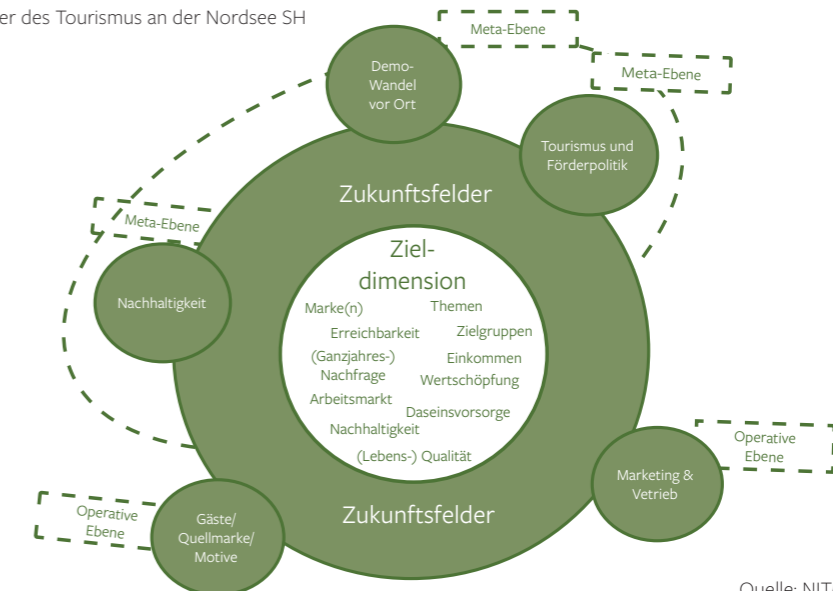 er des Tourismus an der Nordsee SH
Meta-Ebene
Meta-Ebene
Demo-
Wandel
vor Ort
Tourismus und
Förderpolitik
Zukunftsfelder
Meta-Ebene
Nachhaltigkeit
Ziel-
dimension
Marke(n)
Themen
Erreichbarkeit
Zielgruppen
(Ganzjahres-)
Nachfrage
Einkommen
Wertschöpfung
Arbeitsmarkt
Daseinsvorsorge
Nachhaltigkeit
(Lebens-) Qualität
Operative
Ebene
Marketing &
Vetrieb
Operative
Ebene
Gäste/
Quellmarke/
Motive
Zukunftsfelder
Quelle: NIT